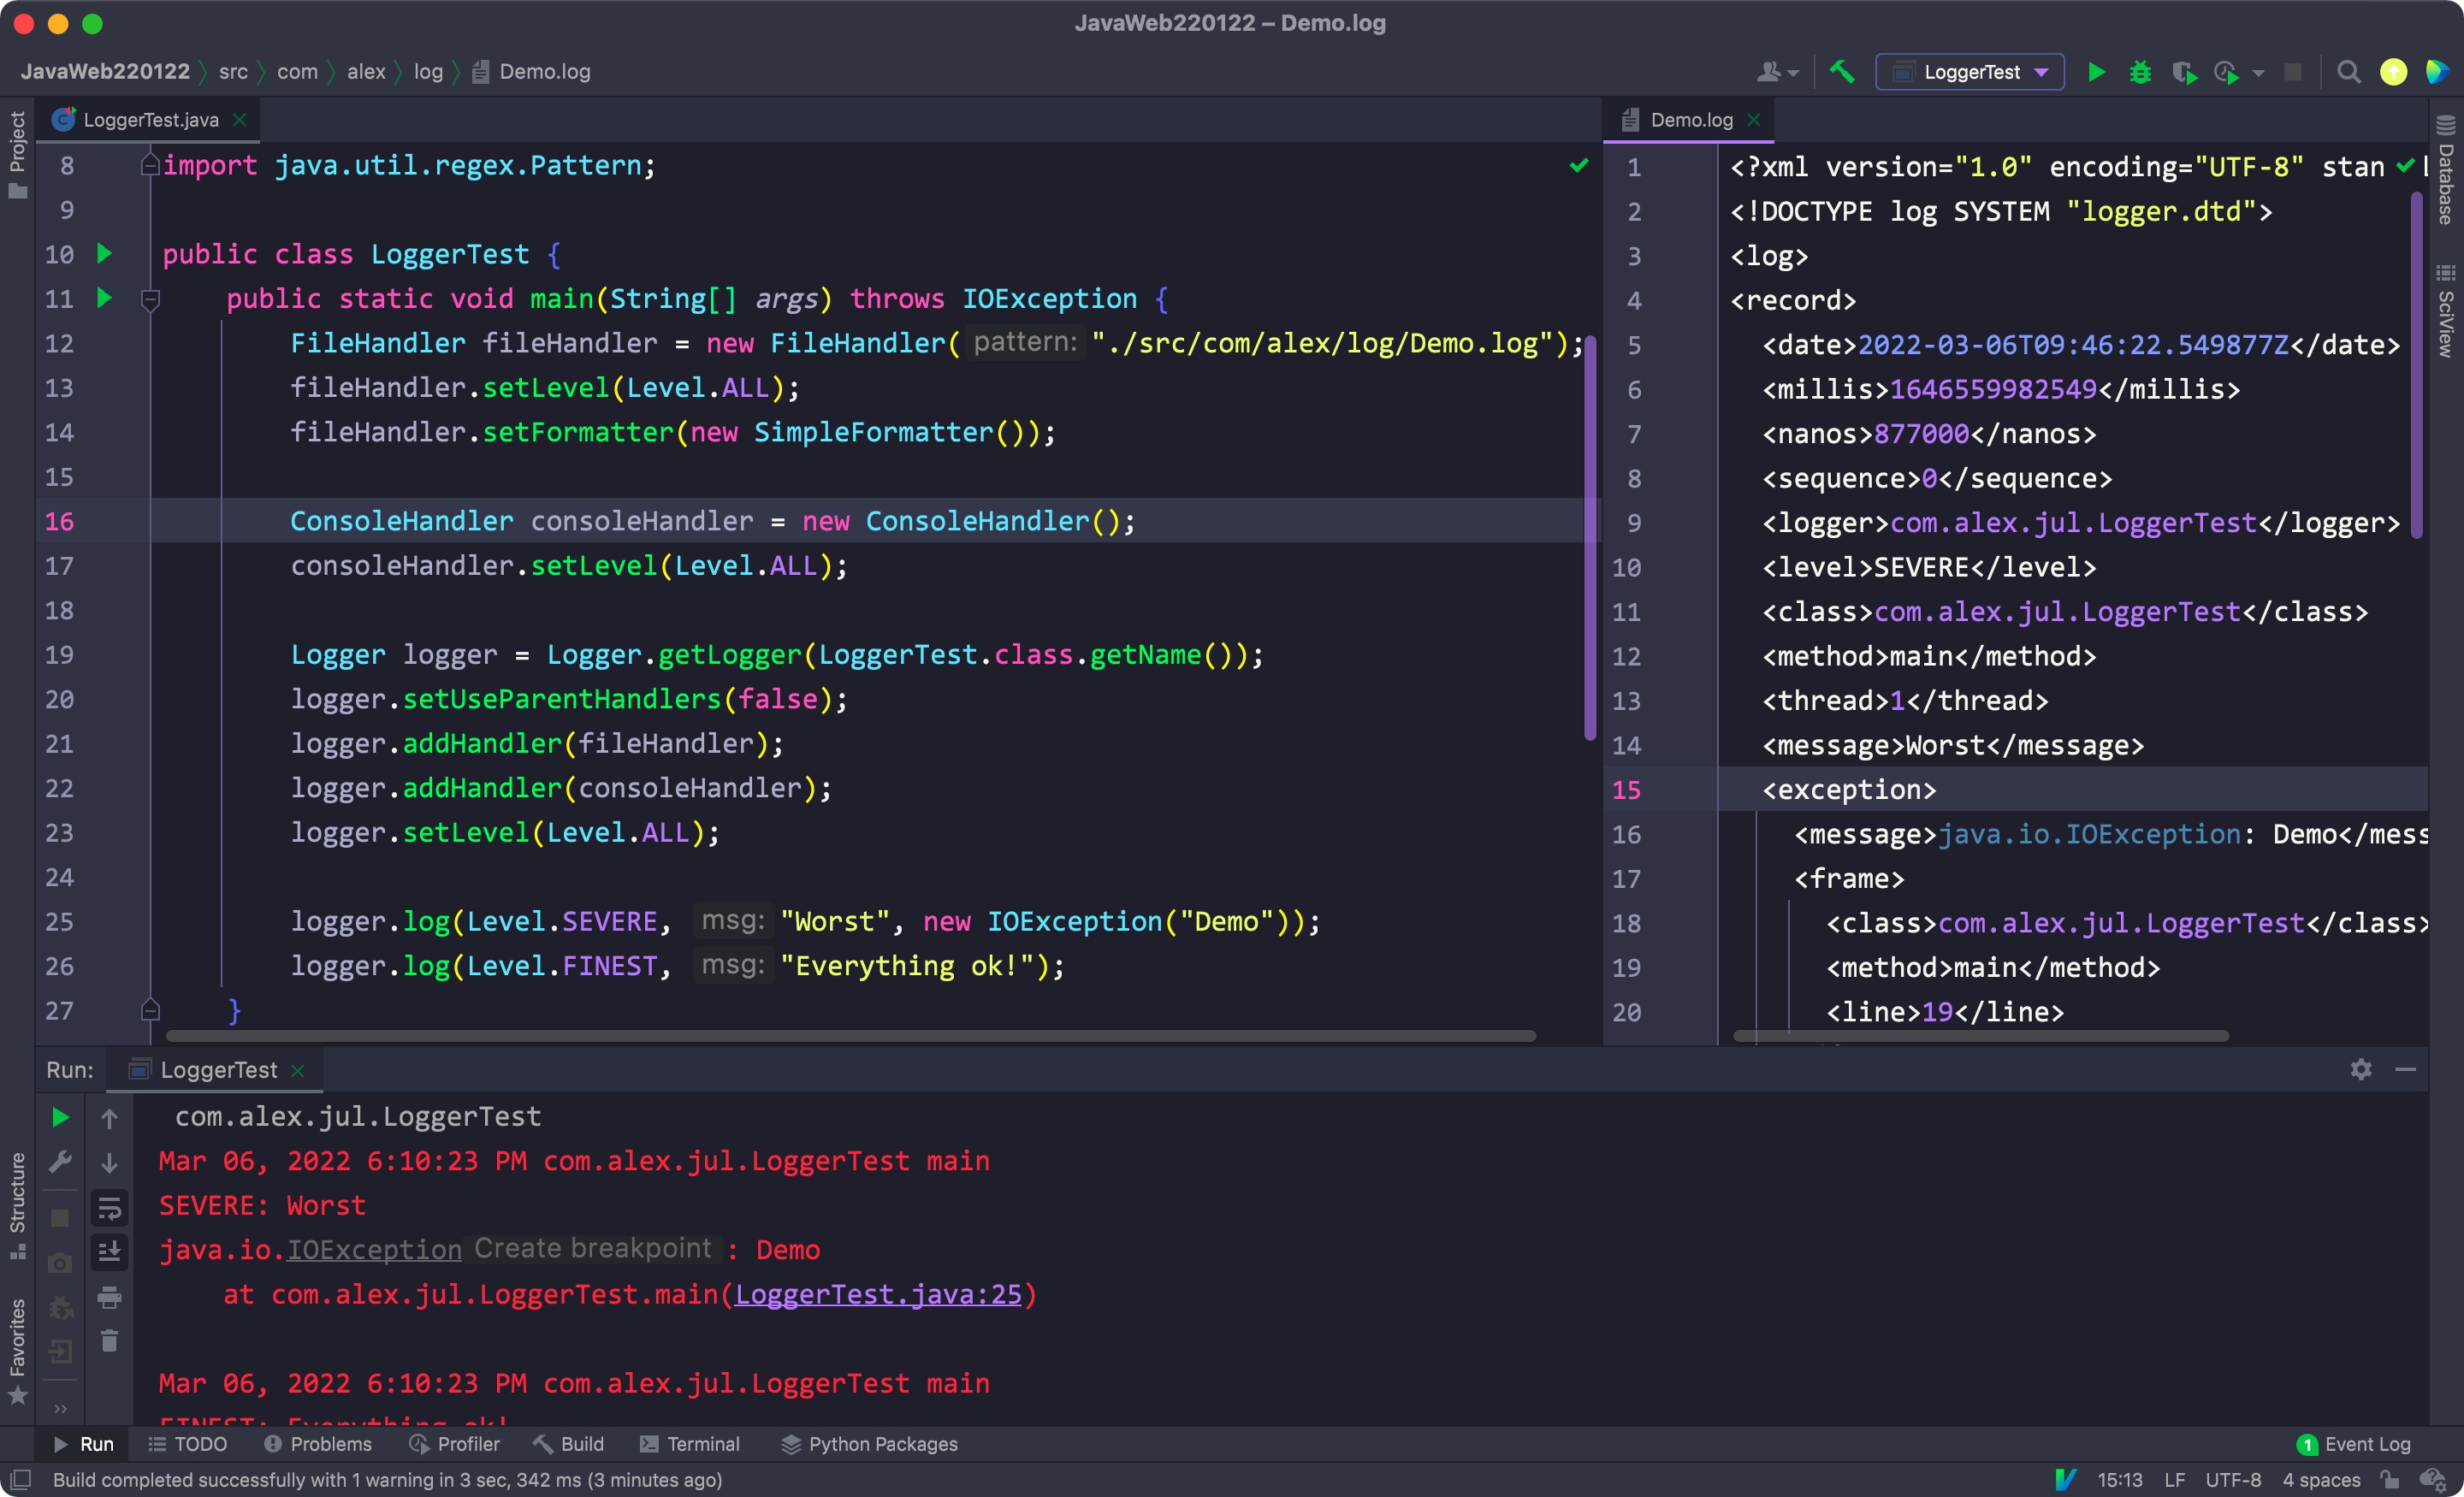 JavaWeb220122 – Demo.log
JavaWeb220122 src com alex log Demo.log
LoggerTest
Project
LoggerTest.java
8 import java.util.regex.Pattern;
9
10 public class LoggerTest {
11 public static void main(String[] args) throws IOException {
12 FileHandler fileHandler = new FileHandler( pattern: "./src/com/alex/log/Demo.log");
13 fileHandler.setLevel(Level.ALL);
14 fileHandler.setFormatter(new SimpleFormatter());
15
16 ConsoleHandler consoleHandler = new ConsoleHandler();
17 consoleHandler.setLevel(Level.ALL);
18
19 Logger logger = Logger.getLogger(LoggerTest.class.getName());
20 logger.setUseParentHandlers(false);
21 logger.addHandler(fileHandler);
22 logger.addHandler(consoleHandler);
23 logger.setLevel(Level.ALL);
24
25 logger.log(Level.SEVERE, msg: "Worst", new IOException("Demo"));
26 logger.log(Level.FINEST, msg: "Everything ok!");
27 }
Demo.log
1 <?xml version="1.0" encoding="UTF-8" stan
2 <!DOCTYPE log SYSTEM "logger.dtd">
3 <log>
4 <record>
5 <date>2022-03-06T09:46:22.549877Z</date>
6 <millis>1646559982549</millis>
7 <nanos>877000</nanos>
8 <sequence>0</sequence>
9 <logger>com.alex.jul.LoggerTest</logger>
10 <level>SEVERE</level>
11 <class>com.alex.jul.LoggerTest</class>
12 <method>main</method>
13 <thread>1</thread>
14 <message>Worst</message>
15 <exception>
16 <message>java.io.IOException: Demo</mess
17 <frame>
18 <class>com.alex.jul.LoggerTest</class>
19 <method>main</method>
20 <line>19</line>
Database
SciView
Run: LoggerTest
com.alex.jul.LoggerTest
Mar 06, 2022 6:10:23 PM com.alex.jul.LoggerTest main
SEVERE: Worst
java.io.IOException Create breakpoint : Demo
at com.alex.jul.LoggerTest.main(LoggerTest.java:25)
Mar 06, 2022 6:10:23 PM com.alex.jul.LoggerTest main
FINEST: Everything ok!
Structure
Favorites
Run TODO Problems Profiler Build Terminal Python Packages 1 Event Log
Build completed successfully with 1 warning in 3 sec, 342 ms (3 minutes ago) 15:13 LF UTF-8 4 spaces